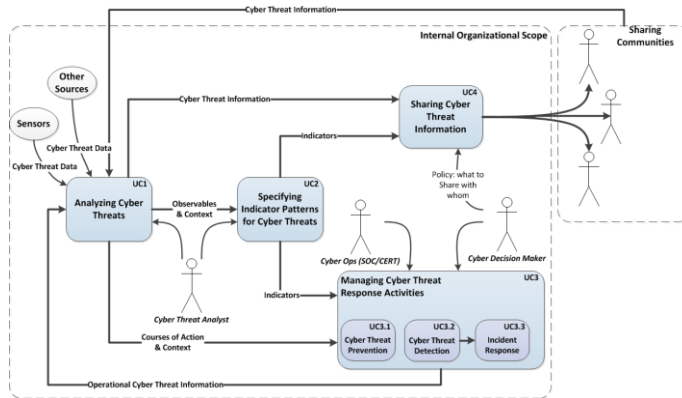 Cyber Threat Information
Sharing
Communities
Internal Organizational Scope
Other
Sources
Sensors
Cyber Threat Data
Cyber Threat Data
Cyber Threat Information
UC4
Sharing Cyber
Threat
Information
Indicators
Policy: what to
Share with
whom
UC1
Analyzing Cyber
Threats
Observables
& Context
UC2
Specifying
Indicator Patterns
for Cyber Threats
Cyber Threat Analyst
Cyber Ops (SOC/CERT)
Cyber Decision Maker
Indicators
UC3
Managing Cyber Threat
Response Activities
UC3.1
Cyber Threat
Prevention
UC3.2
Cyber Threat
Detection
UC3.3
Incident
Response
Courses of Action
& Context
Operational Cyber Threat Information